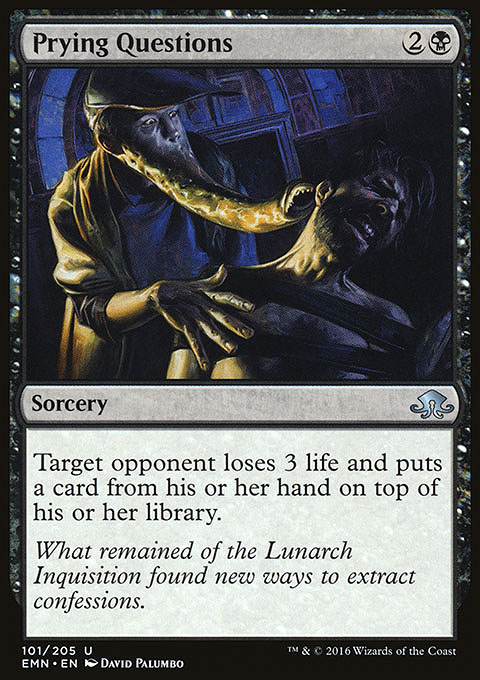 Prying Questions 2
Sorcery
Target opponent loses 3 life and puts
a card from his or her hand on top of
his or her library.
What remained of the Lunarch
Inquisition found new ways to extract
confessions.
101/205 U
EMN • EN DAVID PALUMBO
™ & © 2016 Wizards of the Coast